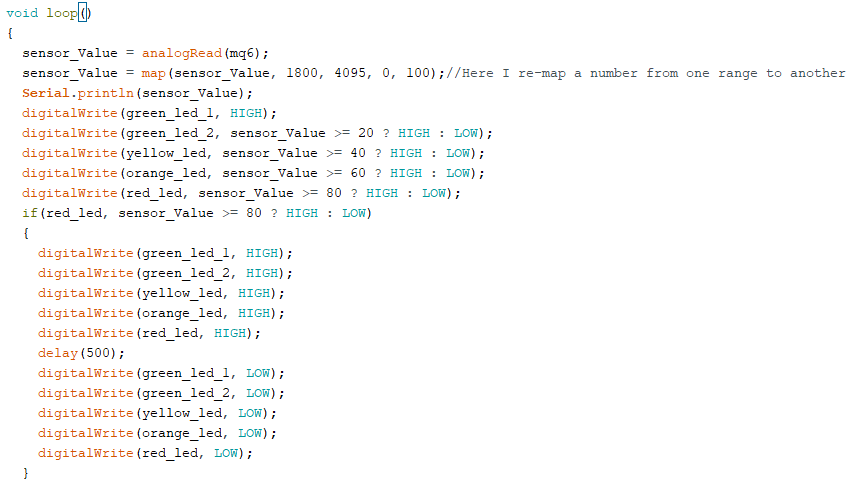 void loop()
{
  sensor_Value = analogRead(mq6);
  sensor_Value = map(sensor_Value, 1800, 4095, 0, 100);//Here I re-map a number from one range to another
  Serial.println(sensor_Value);
  digitalWrite(green_led_1, HIGH);
  digitalWrite(green_led_2, sensor_Value >= 20 ? HIGH : LOW);
  digitalWrite(yellow_led, sensor_Value >= 40 ? HIGH : LOW);
  digitalWrite(orange_led, sensor_Value >= 60 ? HIGH : LOW);
  digitalWrite(red_led, sensor_Value >= 80 ? HIGH : LOW);
  if(red_led, sensor_Value >= 80 ? HIGH : LOW)
  {
    digitalWrite(green_led_1, HIGH);
    digitalWrite(green_led_2, HIGH);
    digitalWrite(yellow_led, HIGH);
    digitalWrite(orange_led, HIGH);
    digitalWrite(red_led, HIGH);
    delay(500);
    digitalWrite(green_led_1, LOW);
    digitalWrite(green_led_2, LOW);
    digitalWrite(yellow_led, LOW);
    digitalWrite(orange_led, LOW);
    digitalWrite(red_led, LOW);
  }